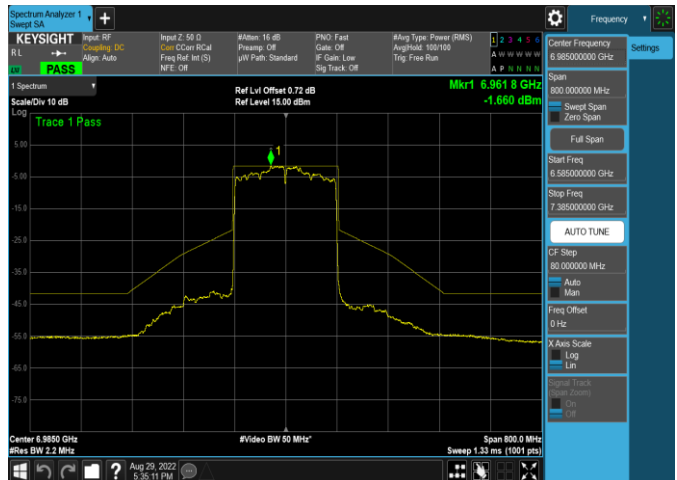 Spectrum Analyzer 1
Swept SA
Frequency
KEYSIGHT
RL
LU PASS
Input: RF
Coupling: DC
Align: Auto
Input Z: 50 Ω
Corr CCorr RCal
Freq Ref: Int (S)
NFE: Off
#Atten: 16 dB
Preamp: Off
µW Path: Standard
PNO: Fast
Gate: Off
IF Gain: Low
Sig Track: Off
#Avg Type: Power (RMS)
Avg|Hold: 100/100
Trig: Free Run
1 2 3 4 5 6
A W W W W W
A P N N N N
1 Spectrum
Scale/Div 10 dB
Ref Lvl Offset 0.72 dB
Ref Level 15.00 dBm
Mkr1 6.961 8 GHz
-1.660 dBm
Log
Trace 1 Pass
1
5.00
-5.00
-15.0
-25.0
-35.0
-45.0
-55.0
-65.0
-75.0
Center 6.9850 GHz
#Res BW 2.2 MHz
#Video BW 50 MHz*
Span 800.0 MHz
Sweep 1.33 ms (1001 pts)
Aug 29, 2022
5:35:11 PM
Center Frequency
6.985000000 GHz
Span
800.000000 MHz
Swept Span
Zero Span
Full Span
Start Freq
6.585000000 GHz
Stop Freq
7.385000000 GHz
AUTO TUNE
CF Step
80.000000 MHz
Auto
Man
Freq Offset
0 Hz
X Axis Scale
Log
Lin
Signal Track
(Span Zoom)
On
Off
Settings